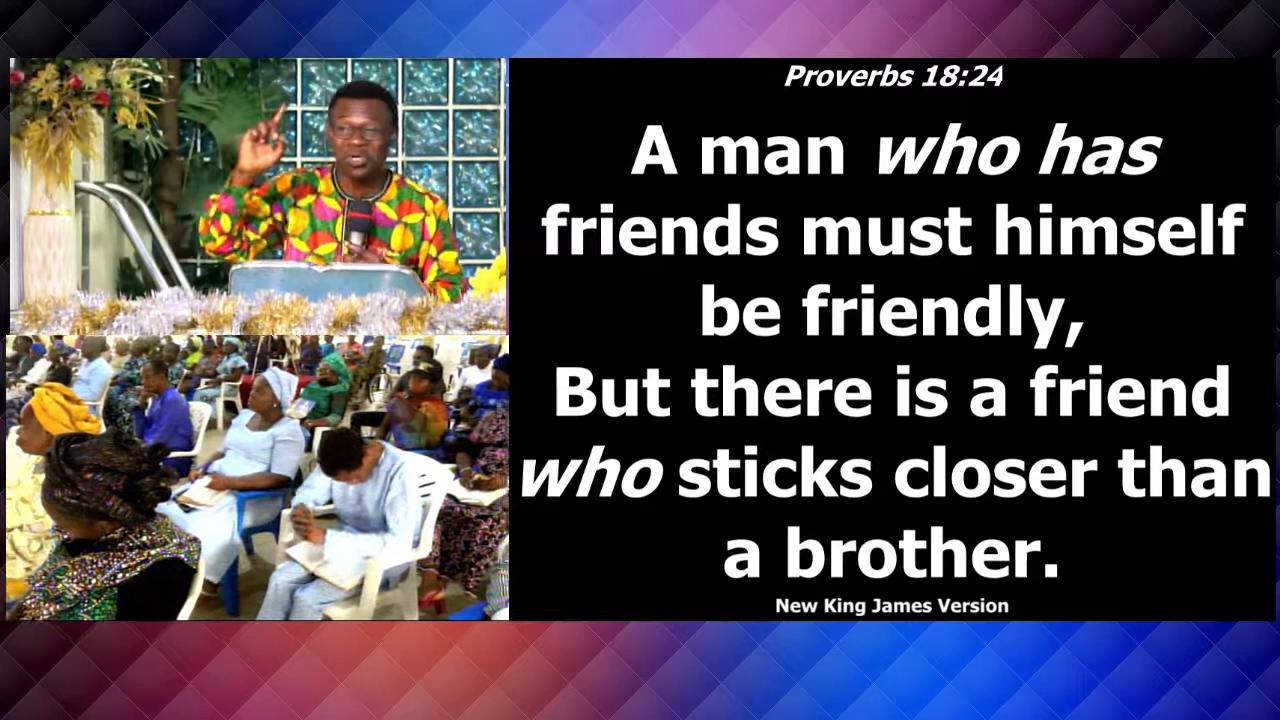 Proverbs 18:24
A man who has
friends must himself
be friendly,
But there is a friend
who sticks closer than
a brother.
New King James Version